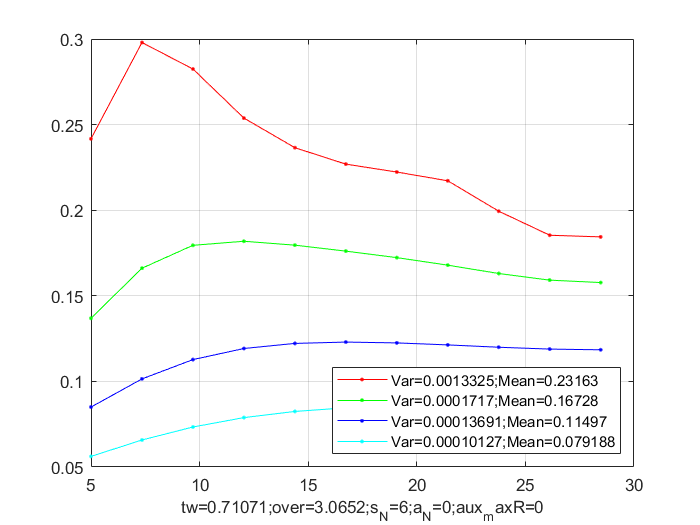 0.3
0.25
0.2
0.15
0.1
0.05
Var=0.0013325;Mean=0.23163
Var=0.0001717;Mean=0.16728
Var=0.00013691;Mean=0.11497
Var=0.00010127;Mean=0.079188
5 10 15 20 25 30
tw=0.71071;over=3.0652;s_N=6;a_N=0;aux_maxR=0